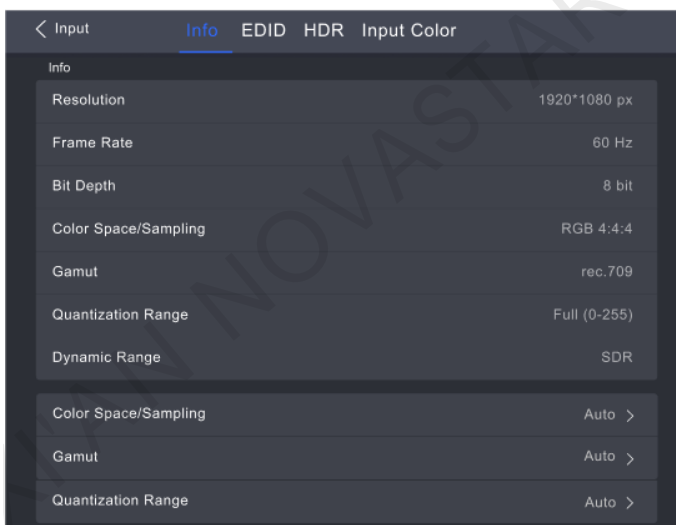 Input Info EDID HDR Input Color
Info
Resolution 1920*1080 px
Frame Rate 60 Hz
Bit Depth 8 bit
Color Space/Sampling RGB 4:4:4
Gamut rec.709
Quantization Range Full (0-255)
Dynamic Range SDR
Color Space/Sampling Auto
Gamut Auto
Quantization Range Auto
XI'AN NOVASTAR